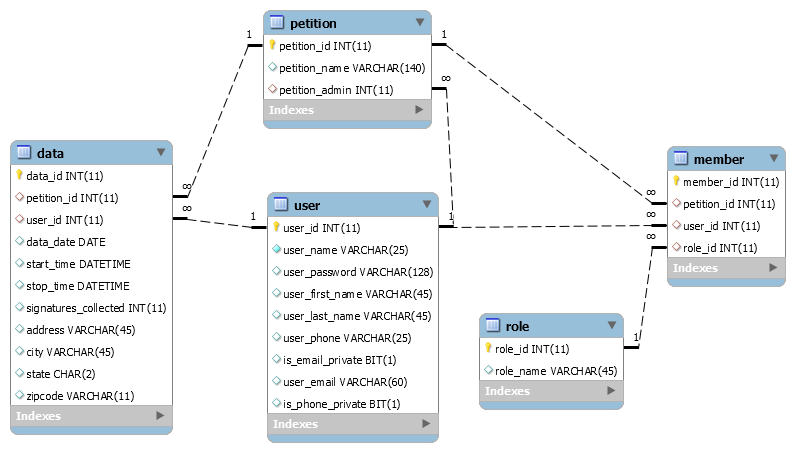 petition
petition_id INT(11)
petition_name VARCHAR(140)
petition_admin INT(11)
Indexes
1
1
∞
data
data_id INT(11)
petition_id INT(11)
user_id INT(11)
data_date DATE
start_time DATETIME
stop_time DATETIME
signatures_collected INT(11)
address VARCHAR(45)
city VARCHAR(45)
state CHAR(2)
zipcode VARCHAR(11)
Indexes
∞
∞
user
user_id INT(11)
user_name VARCHAR(25)
user_password VARCHAR(128)
user_first_name VARCHAR(45)
user_last_name VARCHAR(45)
user_phone VARCHAR(25)
is_email_private BIT(1)
user_email VARCHAR(60)
is_phone_private BIT(1)
Indexes
1
1
member
member_id INT(11)
petition_id INT(11)
user_id INT(11)
role_id INT(11)
Indexes
∞
∞
∞
role
role_id INT(11)
role_name VARCHAR(45)
Indexes
1